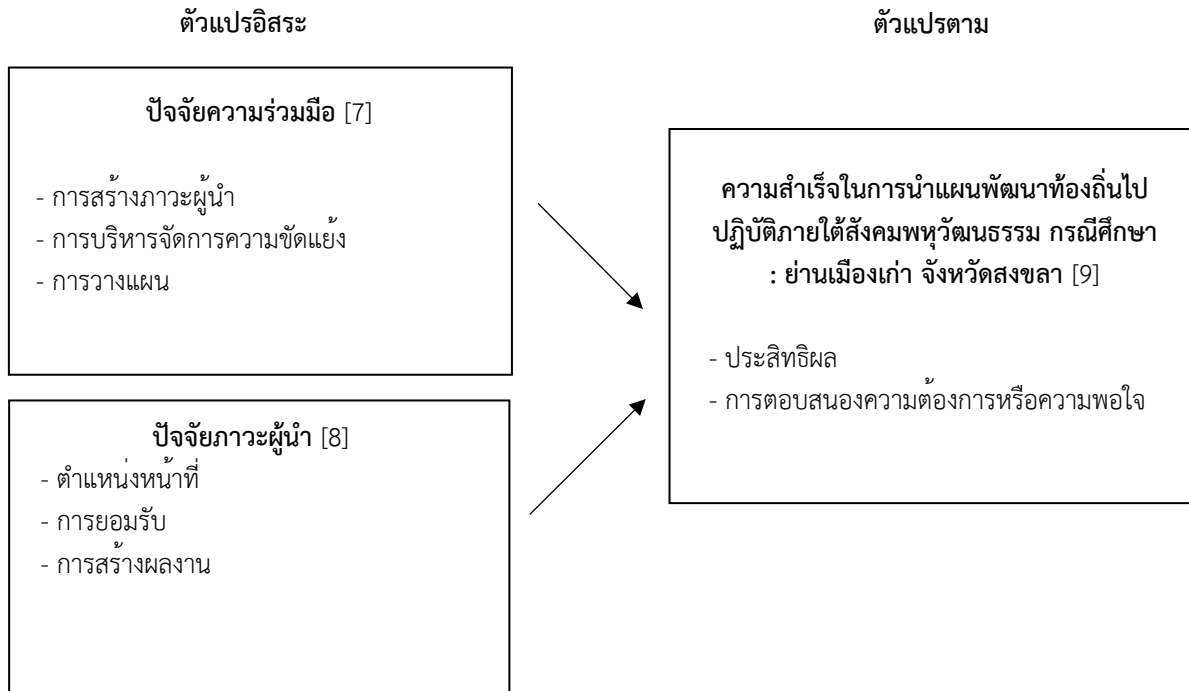 ตัวแปรอิสระ
ตัวแปรตาม
ปัจจัยความร่วมมือ [7]
- การสร้างภาวะผู้นำ
- การบริหารจัดการความขัดแย้ง
- การวางแผน
ปัจจัยภาวะผู้นำ [8]
- ตำแหน่งหน้าที่
- การยอมรับ
- การสร้างผลงาน
ความสำเร็จในการนำแผนพัฒนาท้องถิ่นไป
ปฏิบัติภายใต้สังคมพหุวัฒนธรรม กรณีศึกษา
: ย่านเมืองเก่า จังหวัดสงขลา [9]
- ประสิทธิผล
- การตอบสนองความต้องการหรือความพอใจ